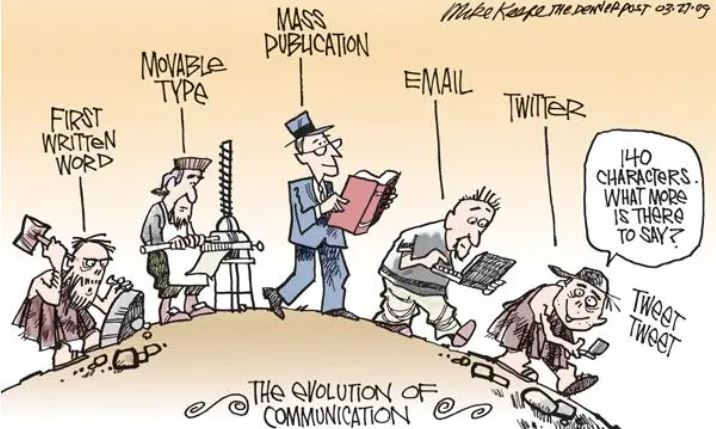 Mike Keefe THE DENVER POST 03.27.09
MASS
PUBLICATION
MOVABLE
TYPE
EMAIL
TWITTER
FIRST
WRITTEN
WORD
140
CHARACTERS.
WHAT MORE
IS THERE
TO SAY?
TWEET
TWEET
THE EVOLUTION OF
COMMUNICATION